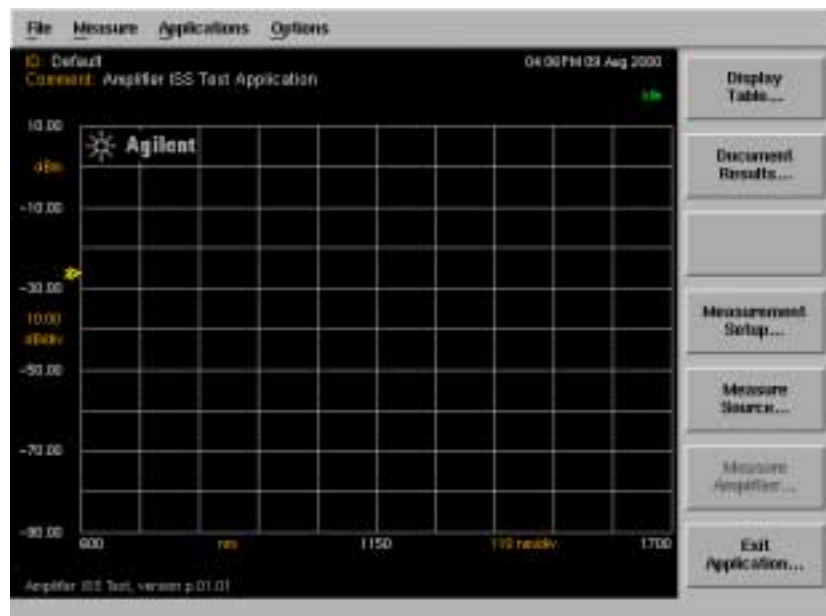 File Measure Applications Options
ID: Default
04:06PM 09 Aug 2000
Comment: Amplifier ISS Test Application
Idle
Display
Table...
Document
Results...
Measurement
Setup...
Measure
Source...
Measure
Amplifier...
Exit
Application...
10.00
Agilent
dBm
-10.00
-30.00
10.00
dB/div
-50.00
-70.00
-90.00
600 nm 1150 110 nm/div 1700
Amplifier ISS Test, version p.01.01